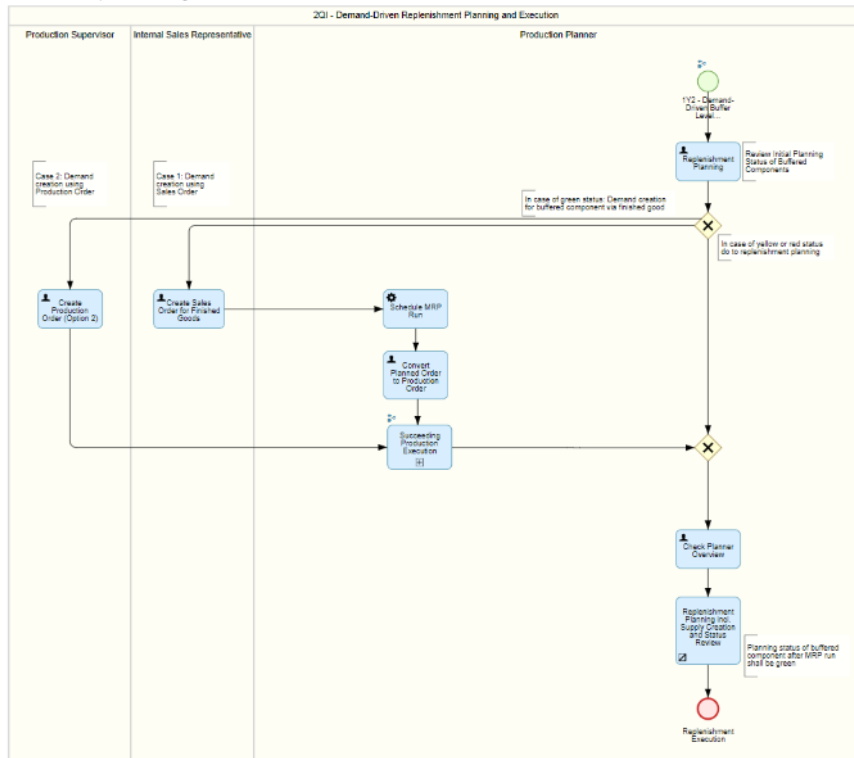 2QI - Demand-Driven Replenishment Planning and Execution
Production Supervisor
Internal Sales Representative
Production Planner
1Y2 - Demand-
Driven Buffer
Level...
Replenishment
Planning
Review Initial Planning
Status of Buffered
Components
Case 2: Demand
creation using
Production Order
Case 1: Demand
creation using
Sales Order
In case of green status: Demand creation
for buffered component via finished good
In case of yellow or red status
do to replenishment planning
Create
Production
Order (Option 2)
Create Sales
Order for Finished
Goods
Schedule MRP
Run
Convert
Planned Order
to Production
Order
Succeeding
Production
Execution
Check Planner
Overview
Replenishment
Planning incl.
Supply Creation
and Status
Review
Planning status of buffered
component after MRP run
shall be green
Replenishment
Execution